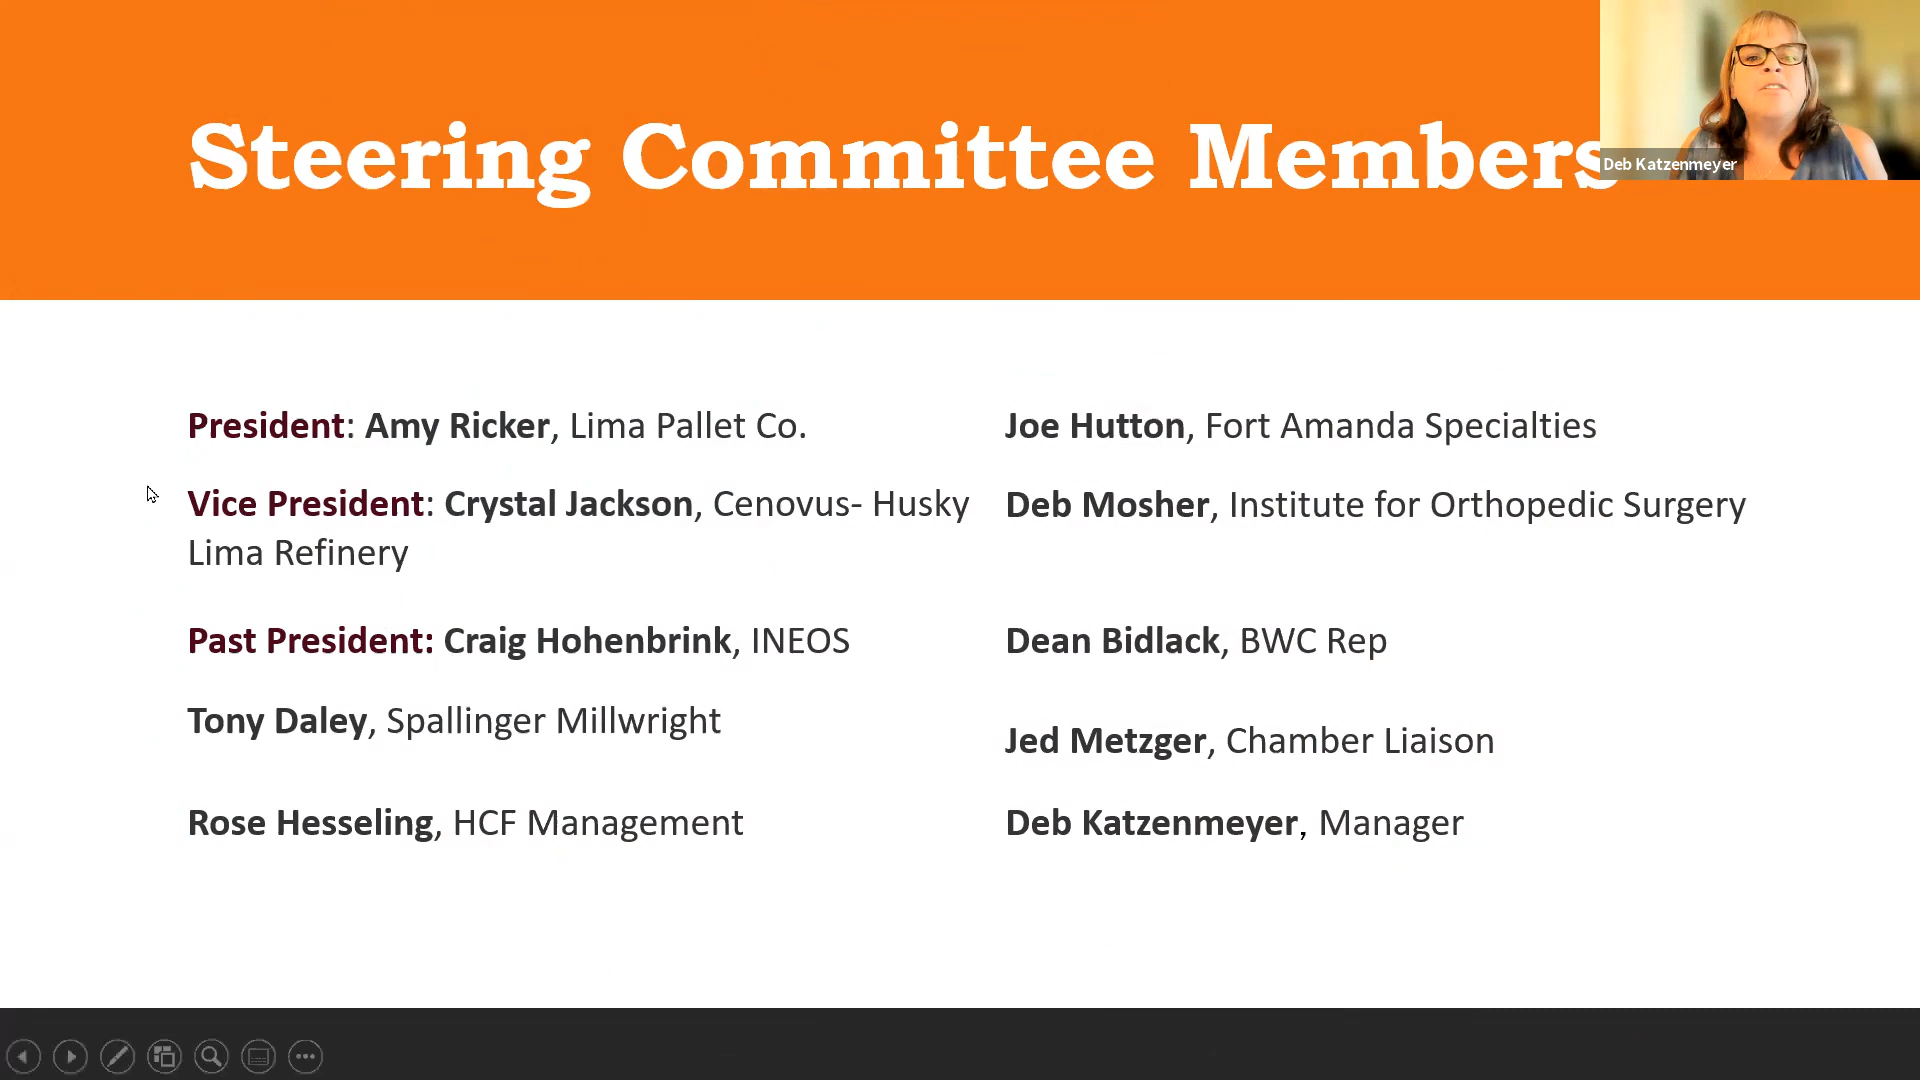 Steering Committee Members
Deb Katzenmeyer
President: Amy Ricker, Lima Pallet Co.
Vice President: Crystal Jackson, Cenovus- Husky
Lima Refinery
Past President: Craig Hohenbrink, INEOS
Tony Daley, Spallinger Millwright
Rose Hesseling, HCF Management
Joe Hutton, Fort Amanda Specialties
Deb Mosher, Institute for Orthopedic Surgery
Dean Bidlack, BWC Rep
Jed Metzger, Chamber Liaison
Deb Katzenmeyer, Manager